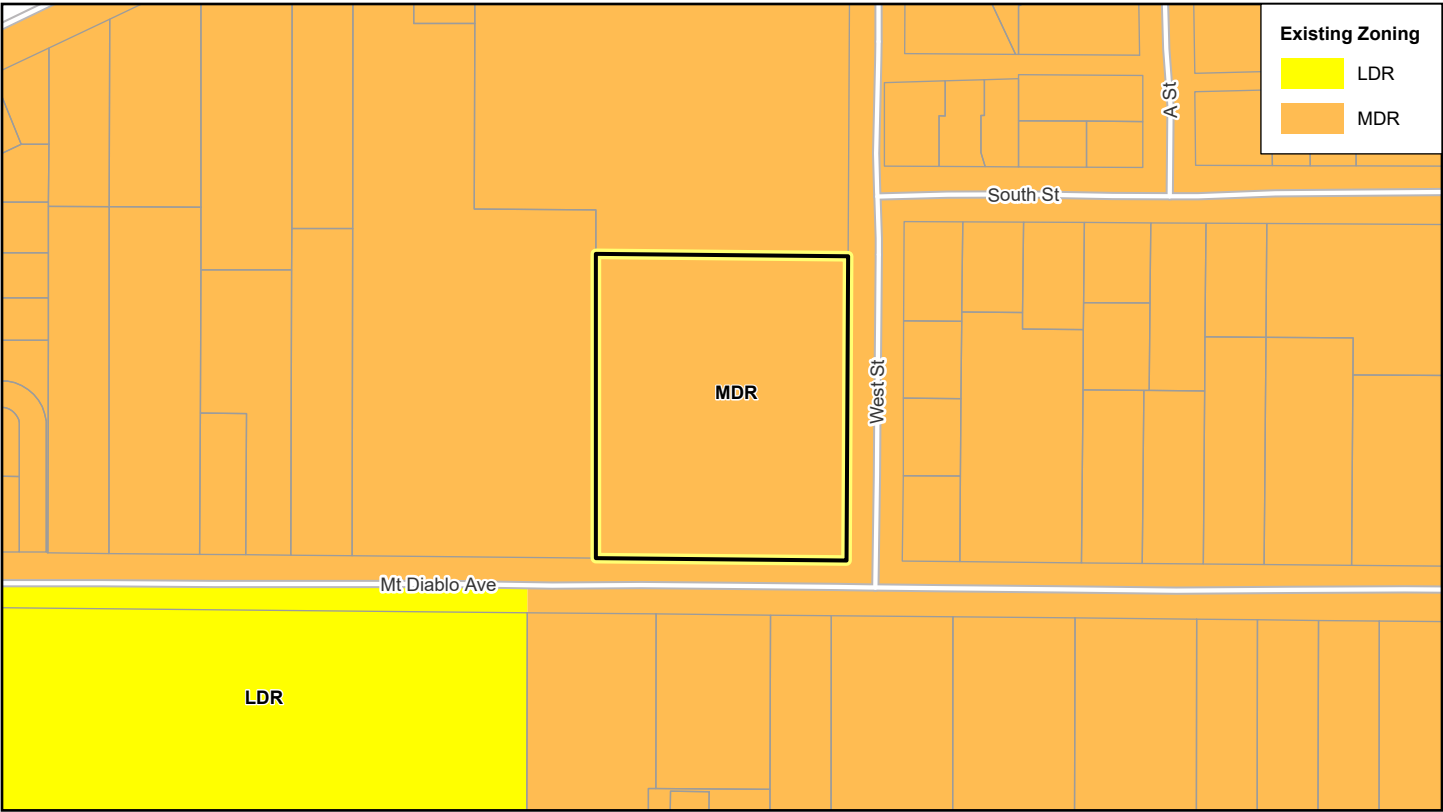 Existing Zoning
LDR
MDR
A St
South St
West St
MDR
Mt Diablo Ave
LDR